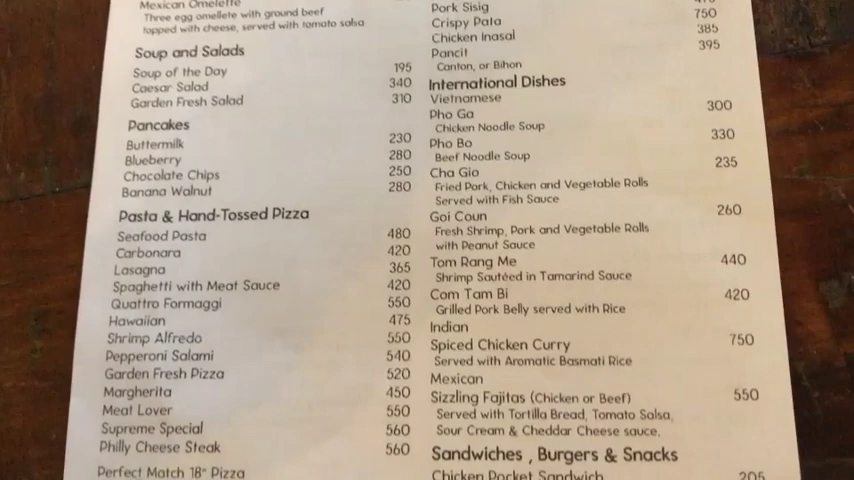 Mexican Omelette
Three egg omellete with ground beef
topped with cheese, served with tomato salsa
Soup and Salads
Soup of the Day 195
Caesar Salad 340
Garden Fresh Salad 310
Pancakes
Buttermilk 230
Blueberry 280
Chocolate Chips 250
Banana Walnut 280
Pasta & Hand-Tossed Pizza
Seafood Pasta 480
Carbonara 420
Lasagna 365
Spaghetti with Meat Sauce 420
Quattro Formaggi 550
Hawaiian 475
Shrimp Alfredo 550
Pepperoni Salami 540
Garden Fresh Pizza 520
Margherita 450
Meat Lover 550
Supreme Special 560
Philly Cheese Steak 560
Perfect Match 18" Pizza
Pork Sisig
Crispy Pata 750
Chicken Inasal 385
Pancit 395
Canton, or Bihon
International Dishes
Vietnamese
Pho Ga 300
Chicken Noodle Soup
Pho Bo 330
Beef Noodle Soup
Cha Gio 235
Fried Pork, Chicken and Vegetable Rolls
Served with Fish Sauce
Goi Coun 260
Fresh Shrimp, Pork and Vegetable Rolls
with Peanut Sauce
Tom Rang Me 440
Shrimp Sautéed in Tamarind Sauce
Com Tam Bi 420
Grilled Pork Belly served with Rice
Indian
Spiced Chicken Curry 750
Served with Aromatic Basmati Rice
Mexican
Sizzling Fajitas (Chicken or Beef) 550
Served with Tortilla Bread, Tomato Salsa,
Sour Cream & Cheddar Cheese sauce.
Sandwiches , Burgers & Snacks
Chicken Pocket Sandwich 205